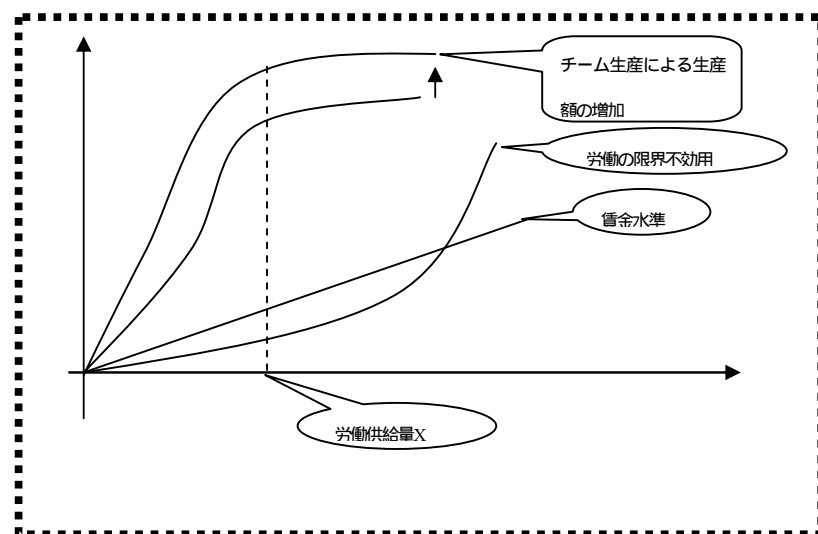 チーム生産による生産
額の増加
労働の限界不効用
賃金水準
労働供給量X